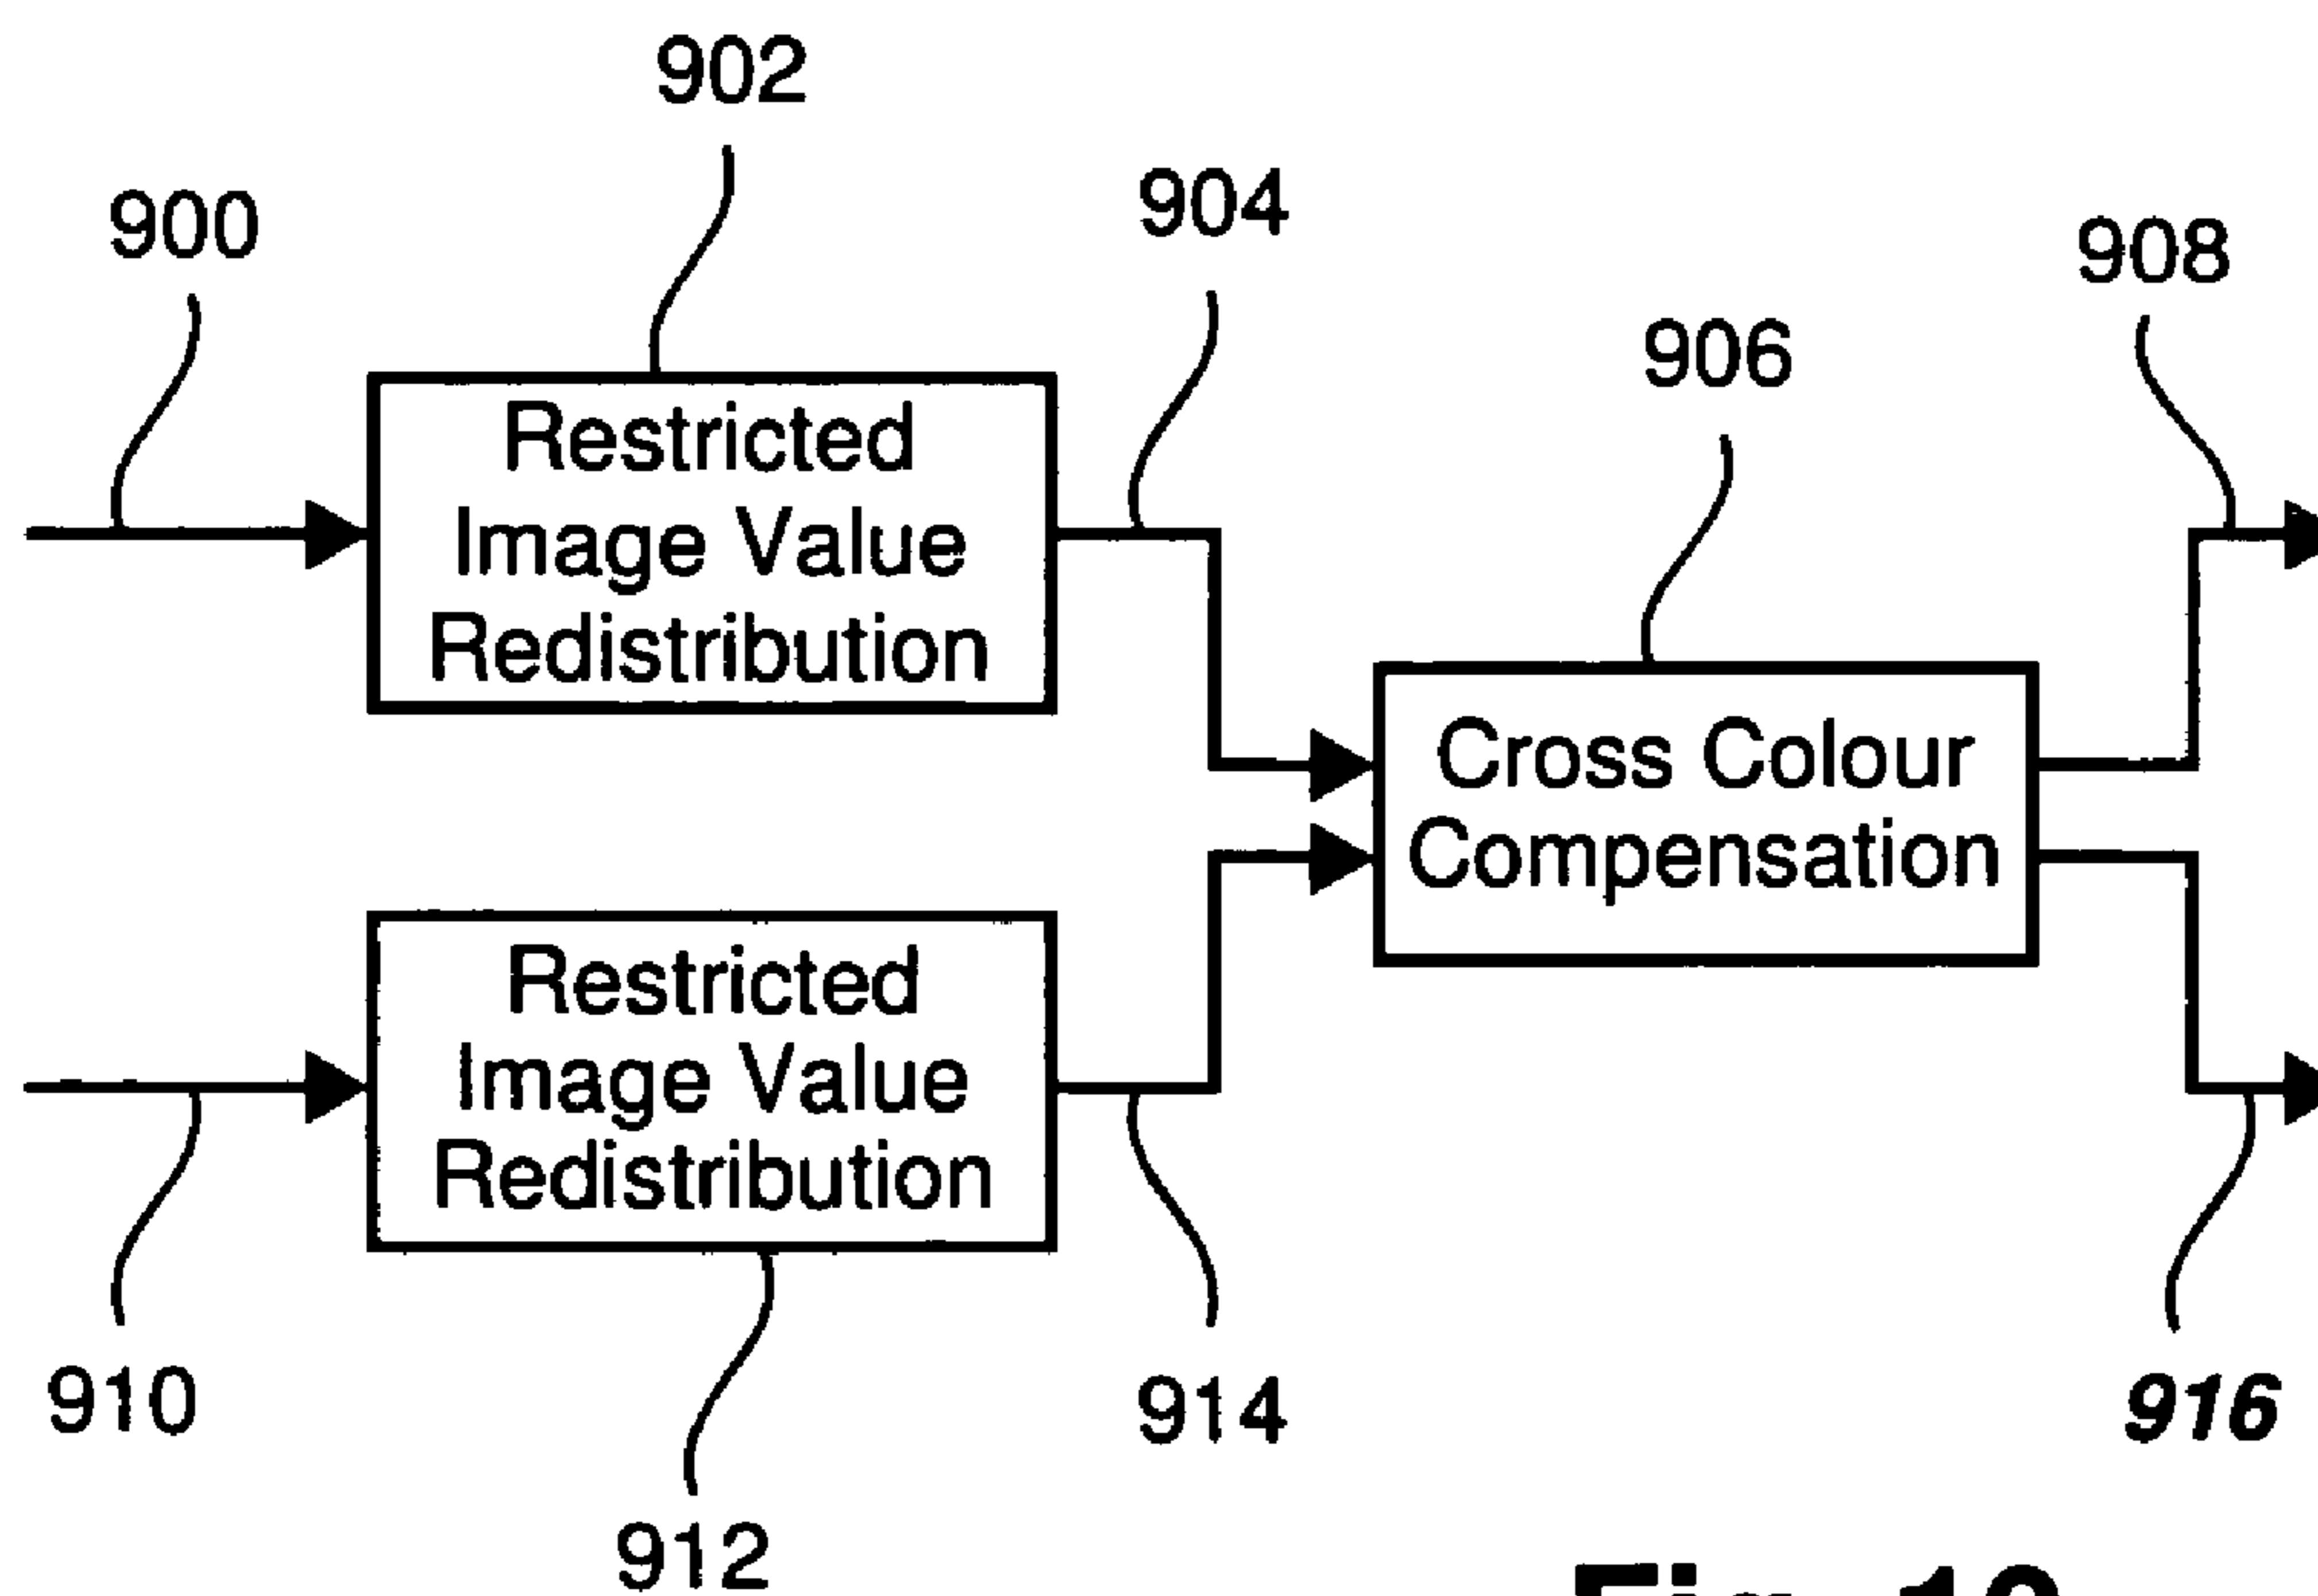 902
900
904
908
906
Restricted
Image Value
Redistribution
Cross Colour
Compensation
Restricted
Image Value
Redistribution
910
914
916
912